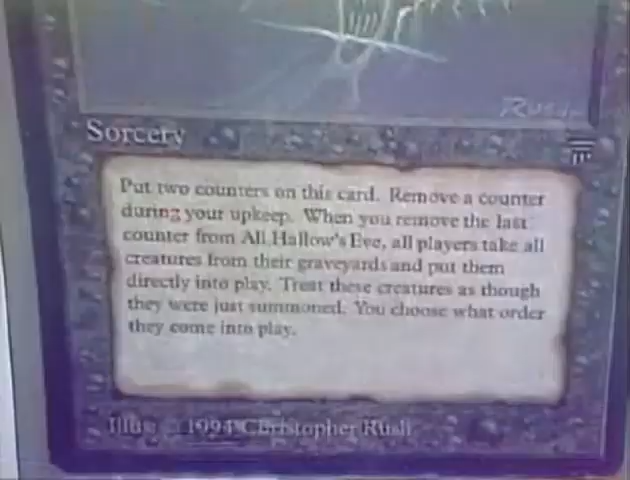 Rush
Sorcery
Put two counters on this card. Remove a counter
during your upkeep. When you remove the last
counter from All Hallow's Eve, all players take all
creatures from their graveyards and put them
directly into play. Treat these creatures as though
they were just summoned. You choose what order
they come into play.
Illus. © 1994 Christopher Rush